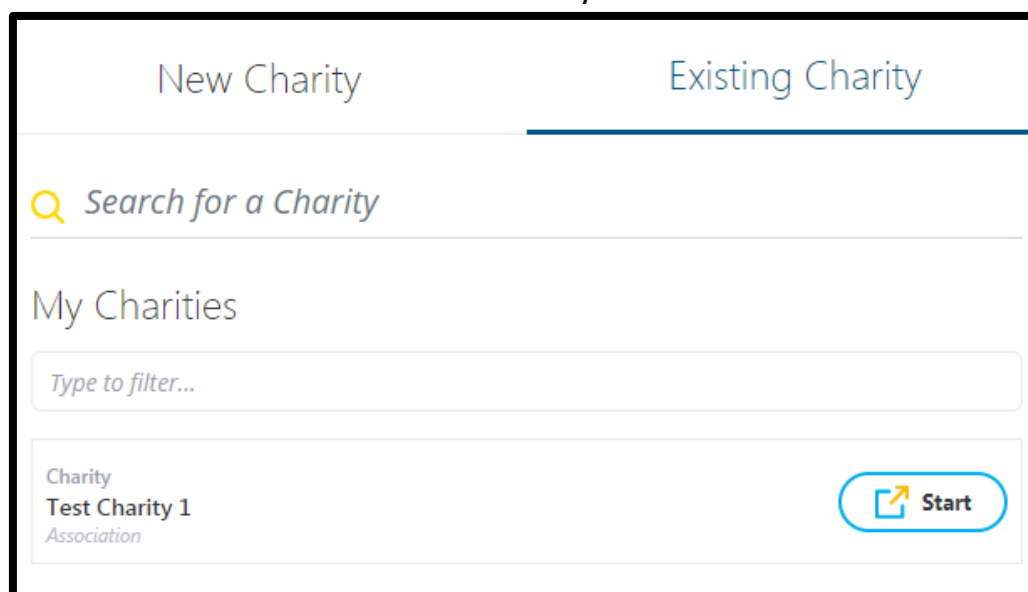 New Charity
Existing Charity
Search for a Charity
My Charities
Type to filter...
Charity
Test Charity 1
Association
Start